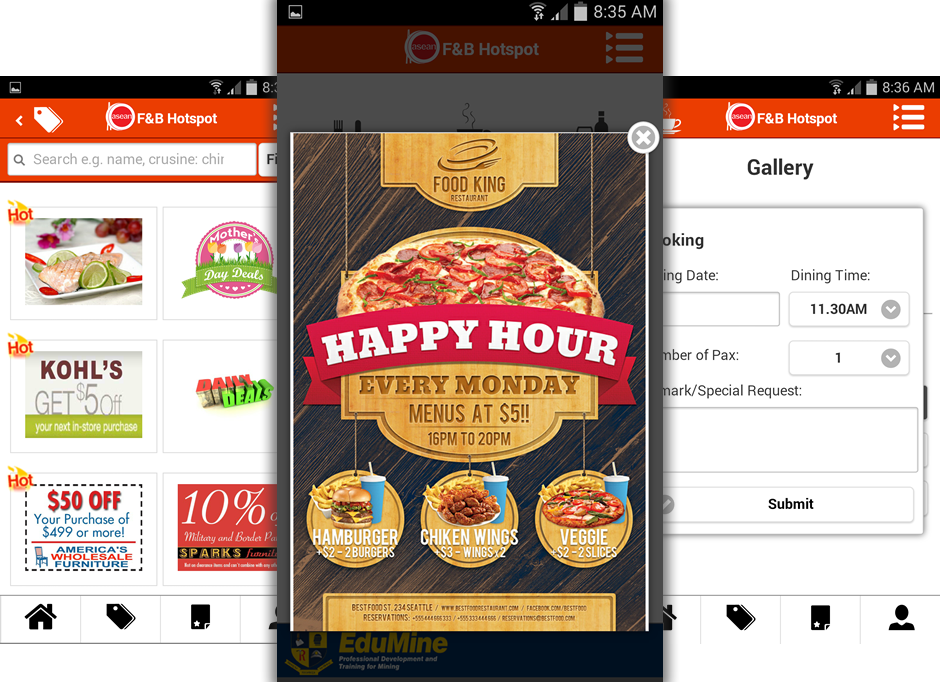 8:3
asean F&B Hotspot
Search e.g. name, crusine: chir
Fi
Hot
Mother's
Day Deals
Hot
KOHL'S
GET $5 Off
your next in-store purchase
DAILY
DEALS
Hot
$50 OFF
Your Purchase of
$499 or more!
AMERICA'S
WHOLESALE
FURNITURE
10% o
Military and Border Pa
SPARKS furnit
8:35 AM
asean F&B Hotspot
FOOD KING
RESTAURANT
HAPPY HOUR
EVERY MONDAY
MENUS AT $5!!
16PM TO 20PM
HAMBURGER
+$2 - 2 BURGERS
CHIKEN WINGS
+$3 - WINGS x2
VEGGIE
+$2 - 2 SLICES
BESTFOOD ST. 234 SEATTLE / WWW.BESTFOODRESTAURANT.COM / FACEBOOK.COM/BESTFOOD
RESERVATIONS: +555 444 666 333 / +555 333 444 666 / RESERVATIONS@BESTFOOD.COM
EduMine
Professional Development and
Training for Mining
8:36 AM
asean F&B Hotspot
Gallery
oking
ing Date:
Dining Time:
11.30AM
mber of Pax:
1
mark/Special Request:
Submit